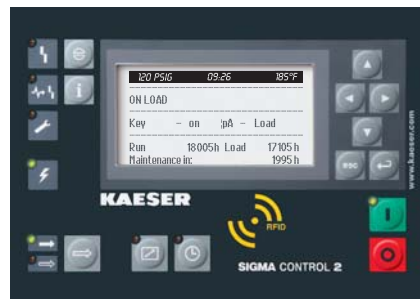 120 PSIG 09:26 185°F
ON LOAD
Key - on :pA - Load
Run 18005h Load 17105h
Maintenance in: 1995h
esc
www.kaeser.com
KAESER
RFID
I
O
SIGMA CONTROL 2